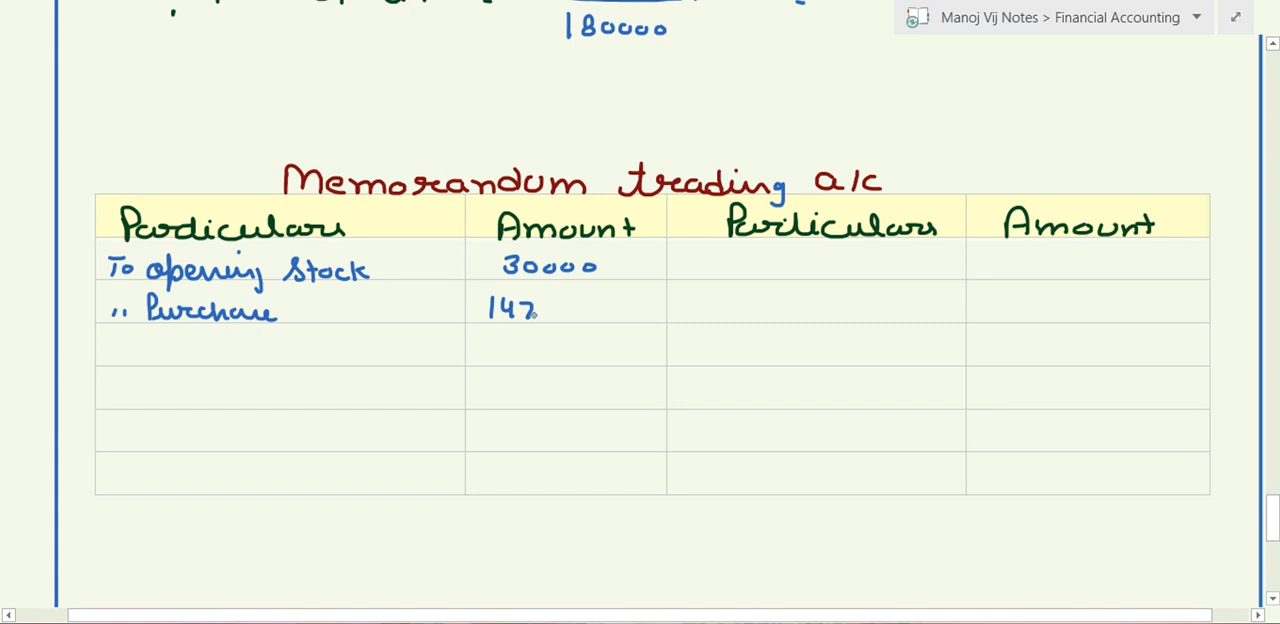 Manoj Vij Notes > Financial Accounting
180000
Memorandum trading a/c
Particulars Amount Particulars Amount
To opening Stock 30000
" Purchase 147